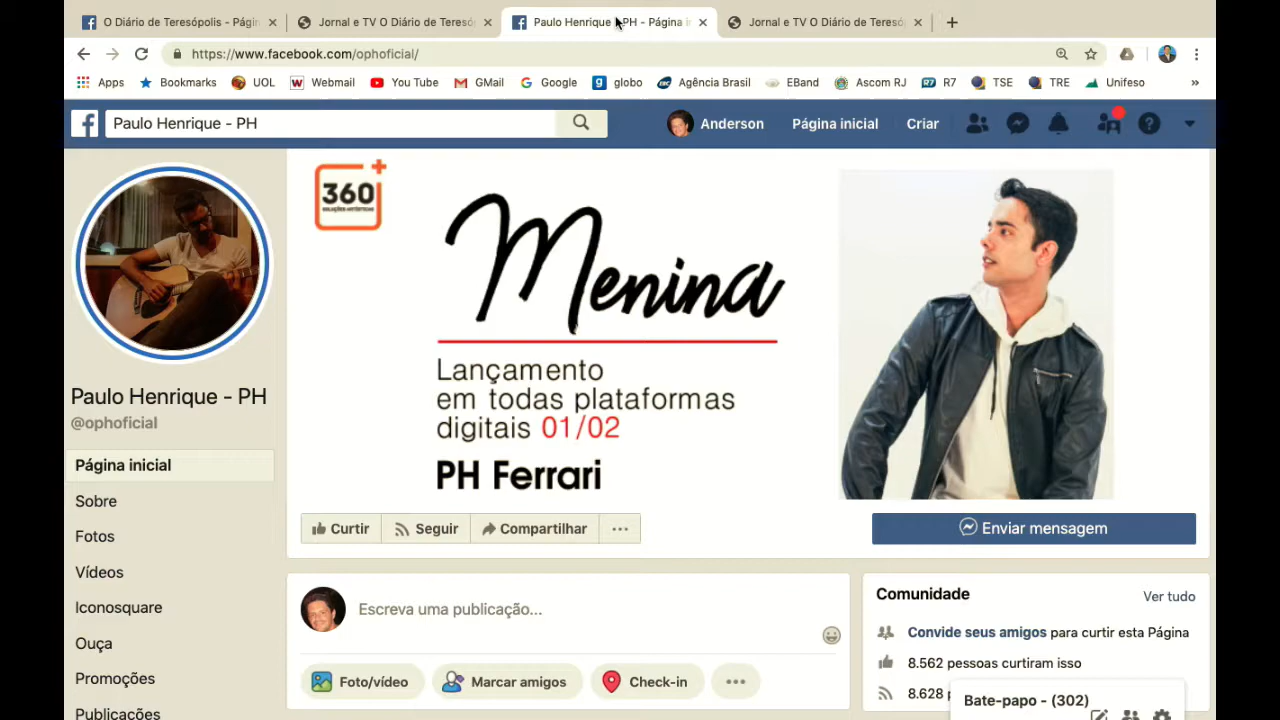 O Diário de Teresópolis - Págin
Jornal e TV O Diário de Teresó
Paulo Henrique - PH - Página in
Jornal e TV O Diário de Teresó
https://www.facebook.com/ophoficial/
Apps
Bookmarks
UOL
Webmail
You Tube
GMail
Google
globo
Agência Brasil
EBand
Ascom RJ
R7
TSE
TRE
Unifeso
Paulo Henrique - PH
Anderson
Página inicial
Criar
360
SOLUÇÕES ARTÍSTICAS
Menina
Lançamento
em todas plataformas
digitais 01/02
PH Ferrari
Paulo Henrique - PH
@ophoficial
Página inicial
Sobre
Fotos
Vídeos
Iconosquare
Ouça
Promoções
Publicações
Curtir
Seguir
Compartilhar
Enviar mensagem
Escreva uma publicação...
Foto/vídeo
Marcar amigos
Check-in
Comunidade
Ver tudo
Convide seus amigos para curtir esta Página
8.562 pessoas curtiram isso
8.628
Bate-papo - (302)